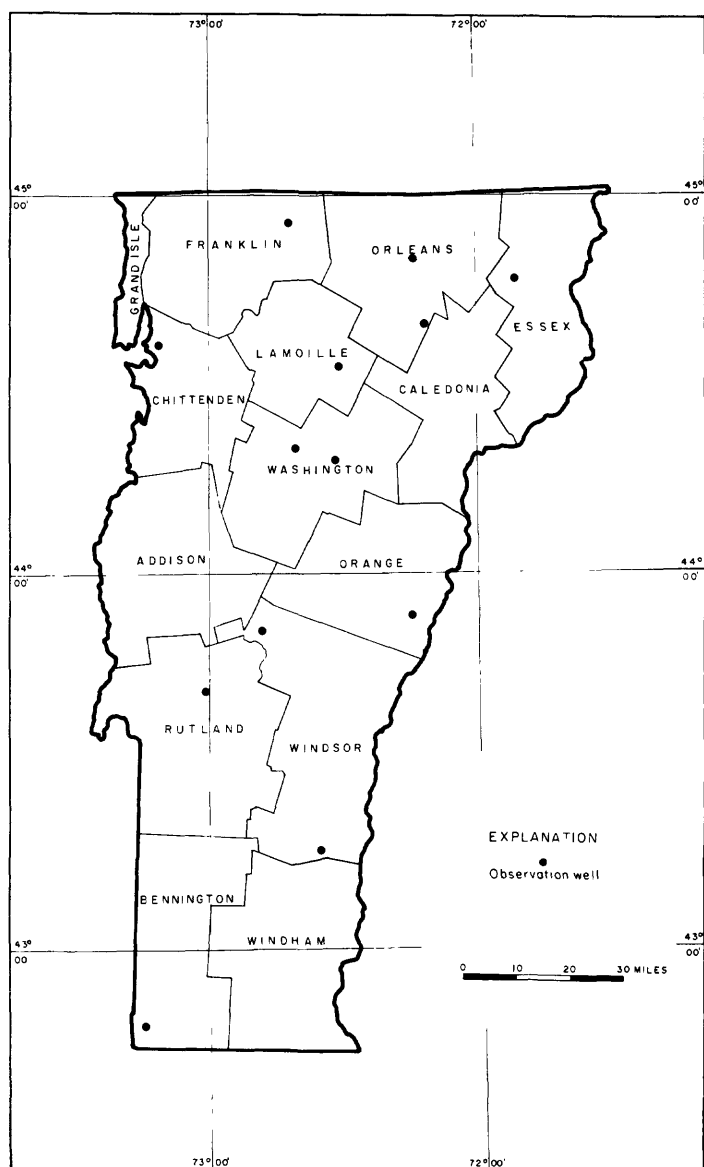 73°00'
72°00'
45°
00'
45°
00'
GRAND ISLE
FRANKLIN
ORLEANS
ESSEX
LAMOILLE
CALEDONIA
CHITTENDEN
WASHINGTON
ADDISON
ORANGE
44°
00'
44°
00'
RUTLAND
WINDSOR
EXPLANATION
Observation well
BENNINGTON
WINDHAM
43°
00'
43°
00'
0 10 20 30 MILES
73°00'
72°00'